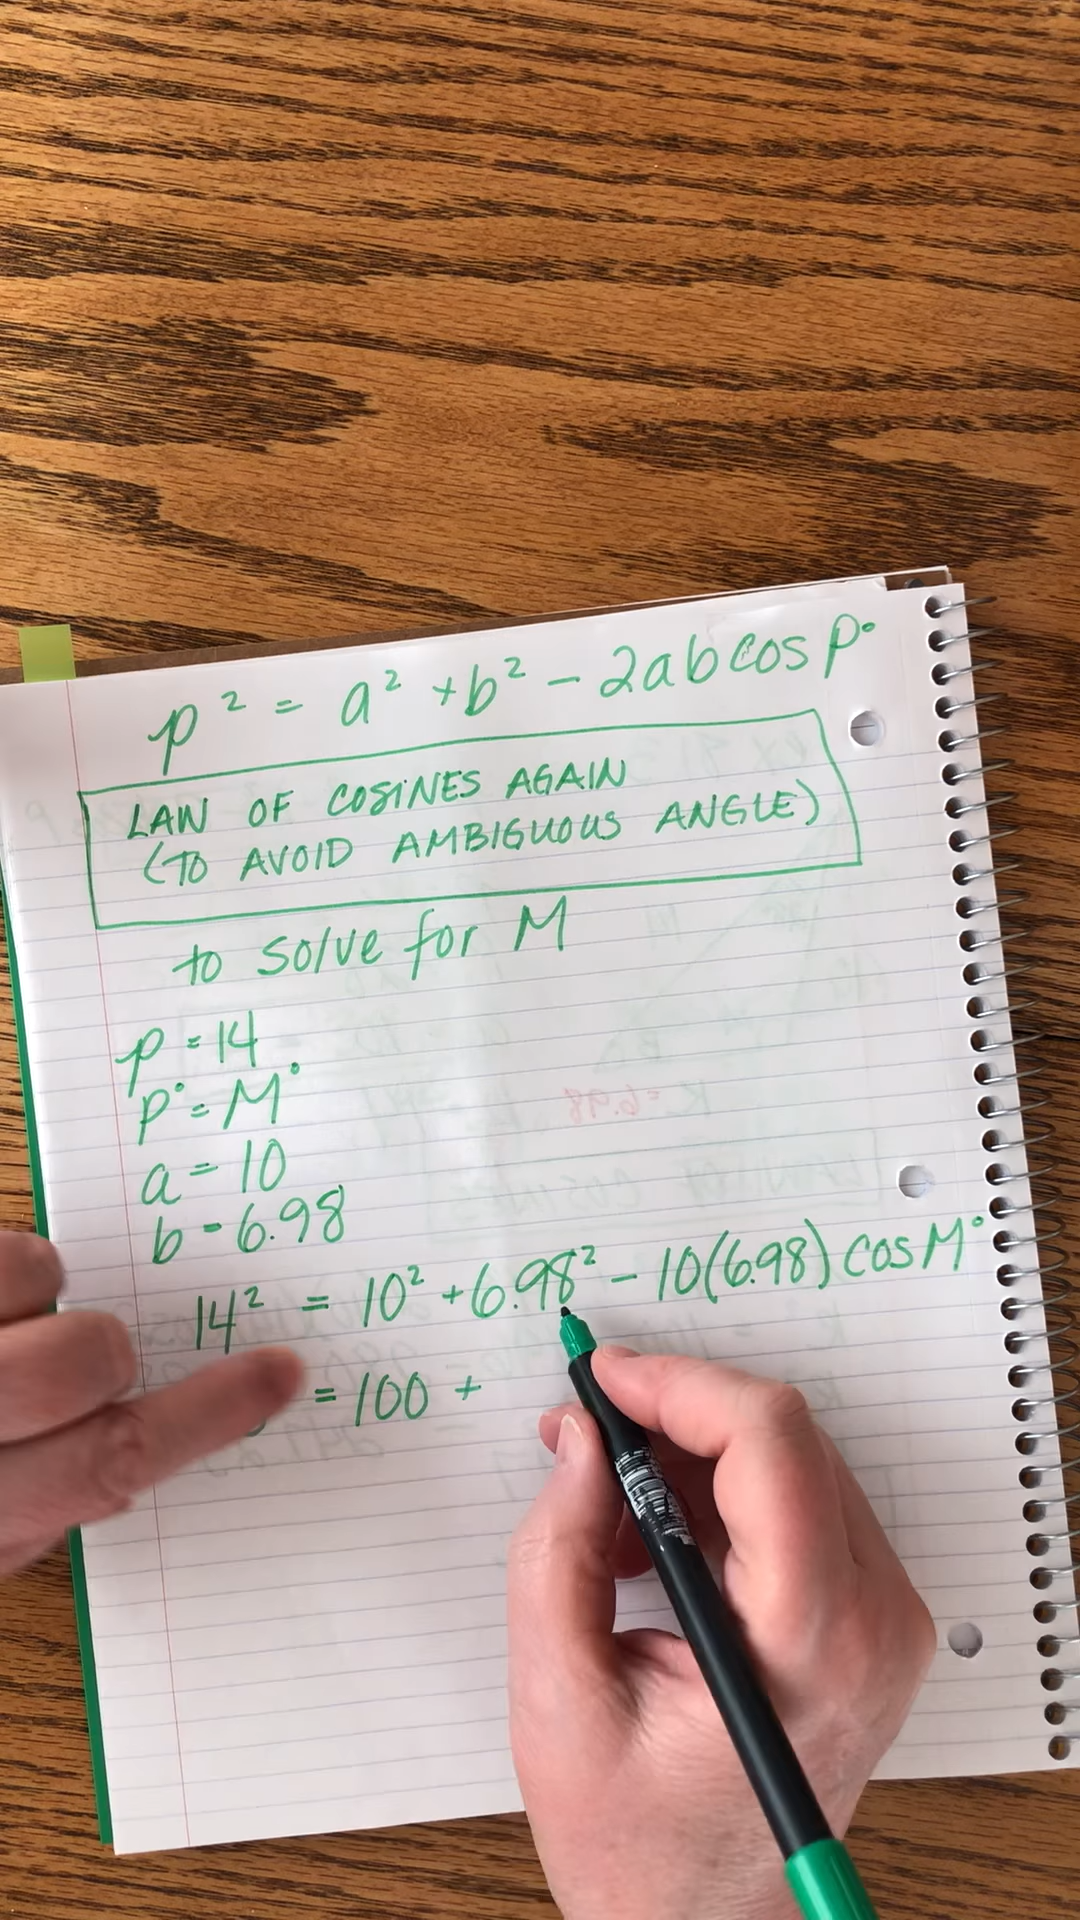 p² = a² + b² - 2ab cos P°
LAW OF COSINES AGAIN
(TO AVOID AMBIGUOUS ANGLE)
to solve for M
p = 14
P° = M°
a = 10
b = 6.98
14² = 10² + 6.98² - 10(6.98) cos M°
= 100 +